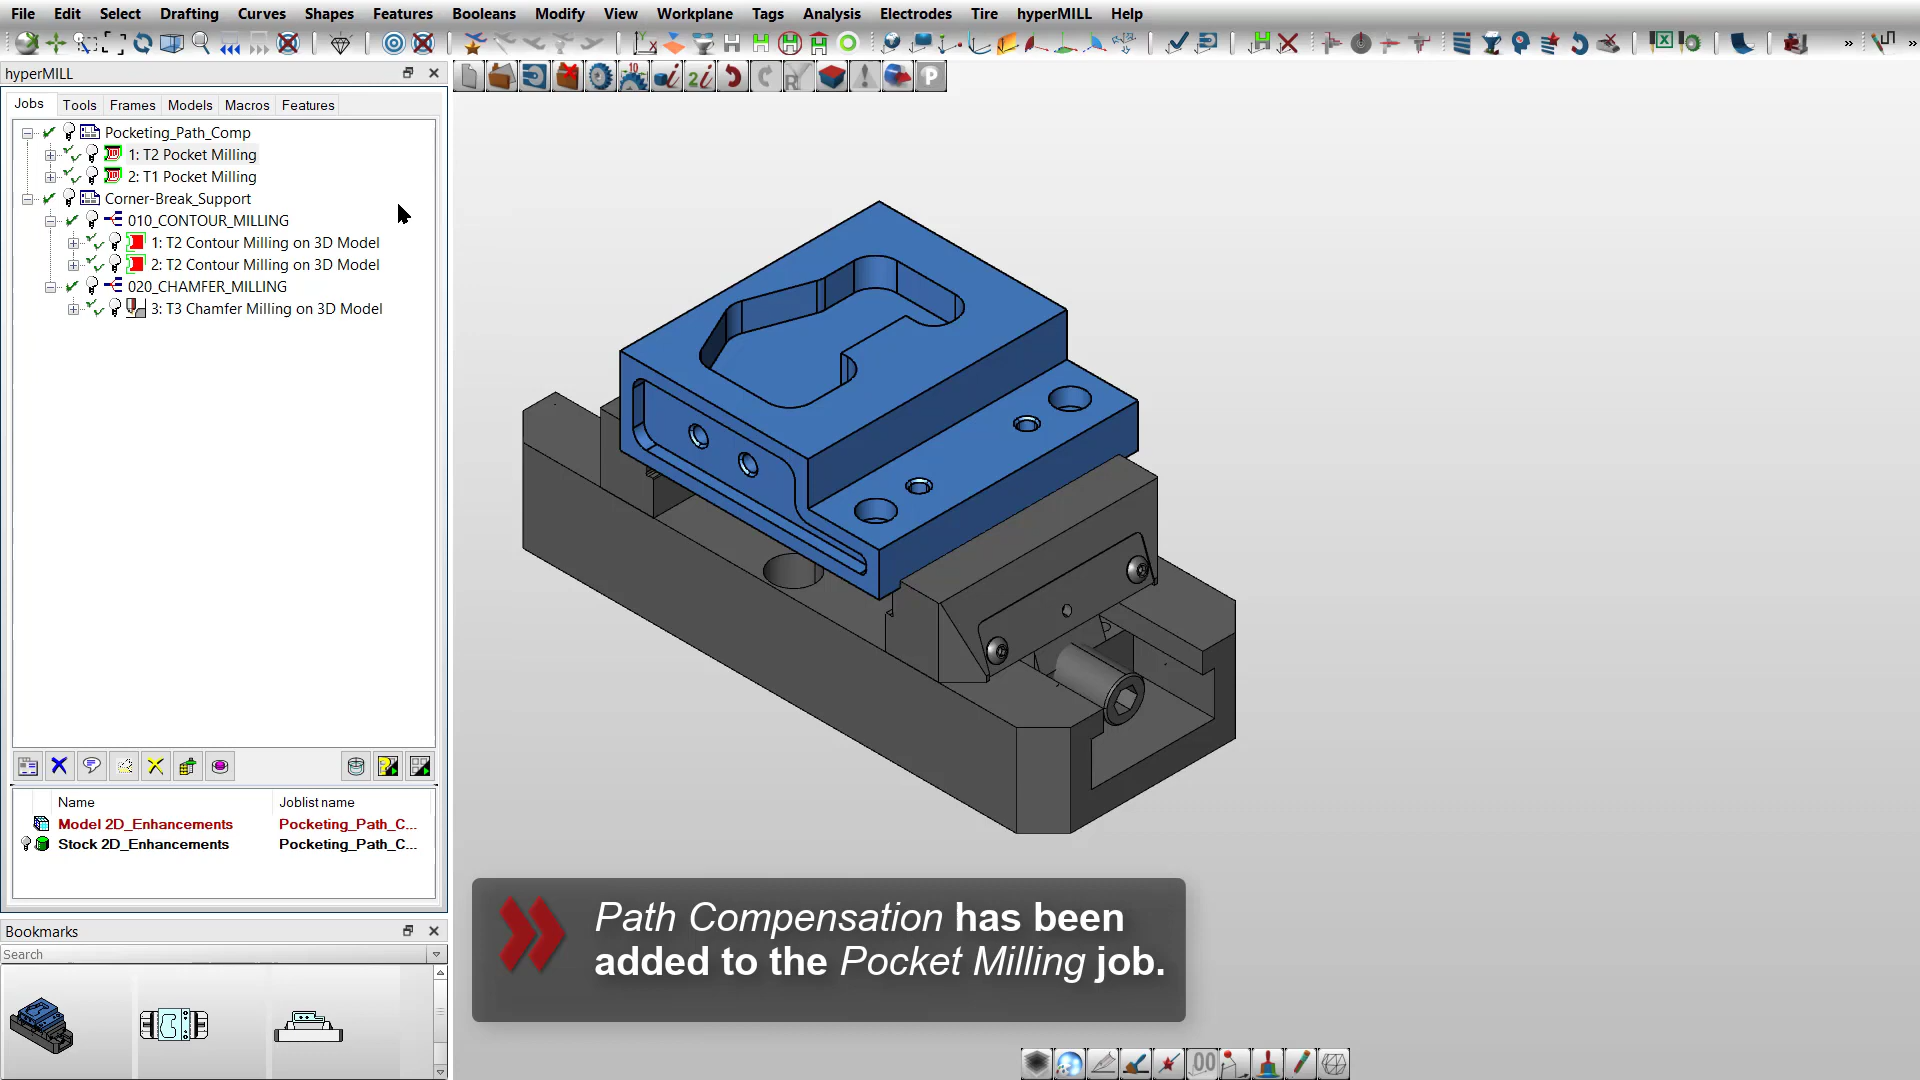 File Edit Select Drafting Curves Shapes Features Booleans Modify View Workplane Tags Analysis Electrodes Tire hyperMILL Help
hyperMILL
Jobs Tools Frames Models Macros Features
Pocketing_Path_Comp
1: T2 Pocket Milling
2: T1 Pocket Milling
Corner-Break_Support
010_CONTOUR_MILLING
1: T2 Contour Milling on 3D Model
2: T2 Contour Milling on 3D Model
020_CHAMFER_MILLING
3: T3 Chamfer Milling on 3D Model
Name Joblist name
Model 2D_Enhancements Pocketing_Path_C...
Stock 2D_Enhancements Pocketing_Path_C...
Bookmarks
Search
Path Compensation has been
added to the Pocket Milling job.